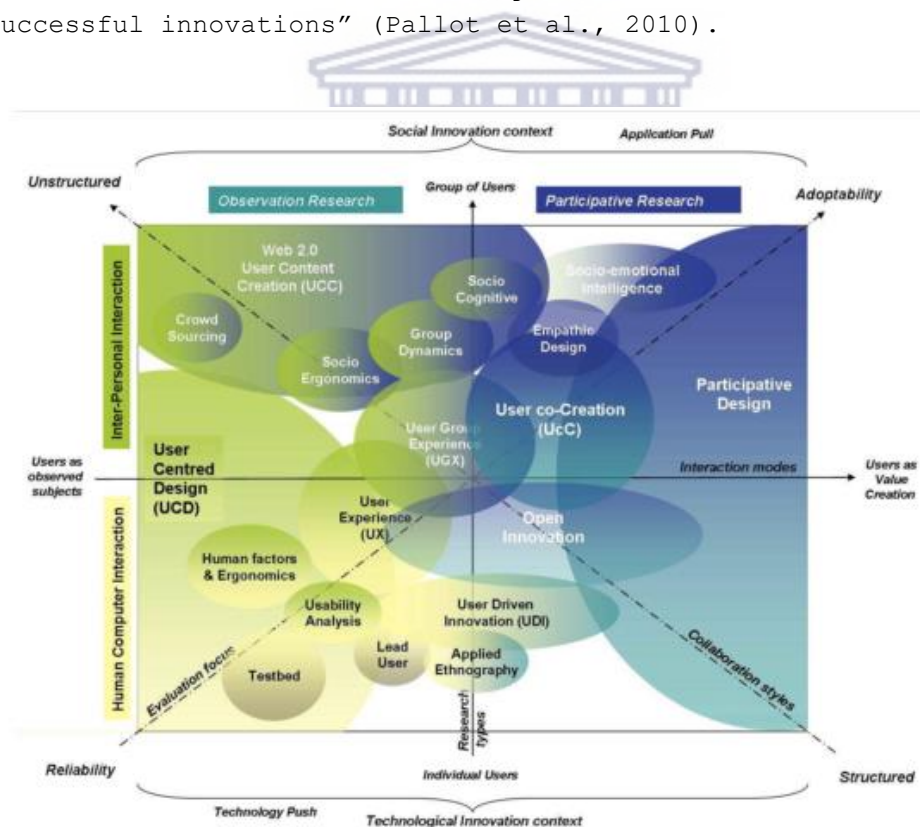 uccessful innovations” (Pallot et al., 2010).
Social Innovation context
Application Pull
Unstructured
Observation Research
Group of Users
Participative Research
Adoptability
Web 2.0
User Content
Creation (UCC)
Socio
Cognitive
Socio-emotional
Intelligence
Crowd
Sourcing
Group
Dynamics
Empathic
Design
Socio
Ergonomics
Inter-Personal Interaction
Participative
Design
User co-Creation
(UcC)
User Group
Experience
(UGX)
User
Centred
Design
(UCD)
Users as
observed
subjects
Interaction modes
Users as
Value
Creation
User
Experience
(UX)
Open
Innovation
Human factors
& Ergonomics
Human Computer Interaction
Usability
Analysis
User Driven
Innovation (UDI)
Lead
User
Applied
Ethnography
Testbed
Evaluation focus
Collaboration styles
Research
types
Reliability
Individual Users
Structured
Technology Push
Technological Innovation context